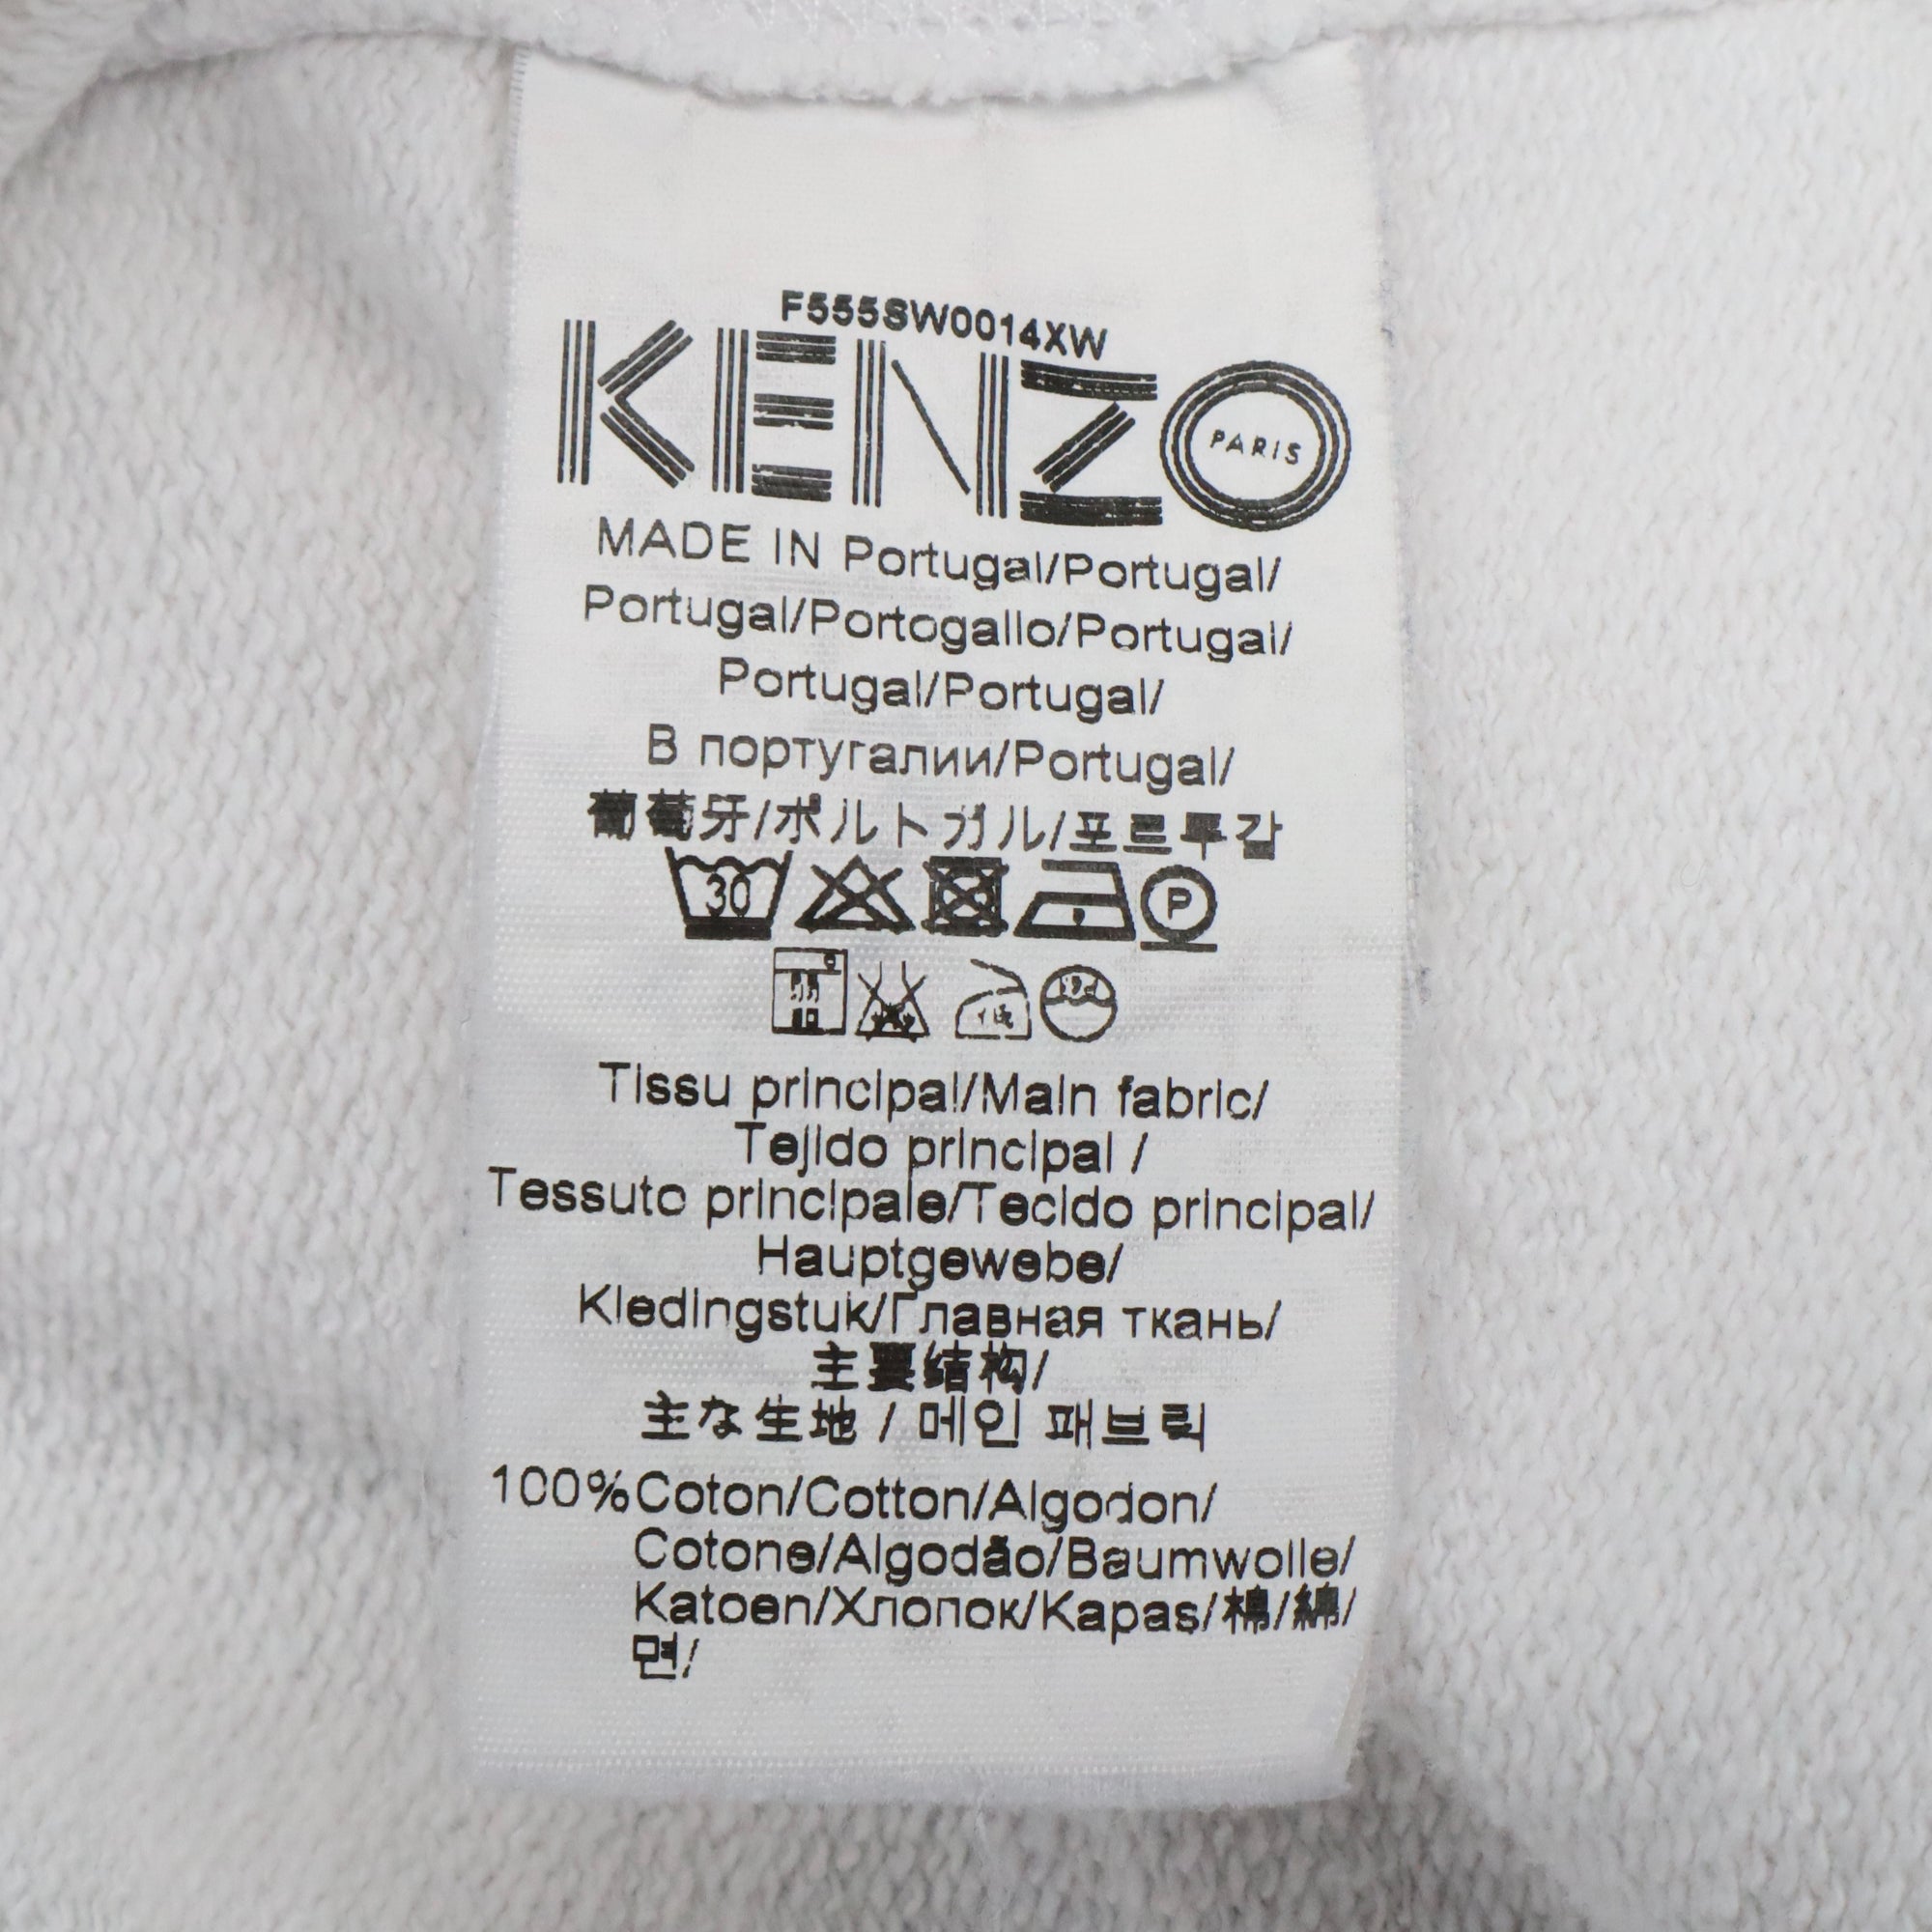 F555SW0014XW
KENZO
PARIS
MADE IN Portugal/Portugal/
Portugal/Portogallo/Portugal/
Portugal/Portugal/
В португалии/Portugal/
葡萄牙/ポルトガル/포르투갈
30 P
Tissu principal/Main fabric/
Tejido principal /
Tessuto principale/Tecido principal/
Hauptgewebe/
Kledingstuk/Главная ткань/
主要结构/
主な生地 / 메인 패브릭
100%Coton/Cotton/Algodon/
Cotone/Algodão/Baumwolle/
Katoen/Хлопок/Kapas/棉/綿/
면/